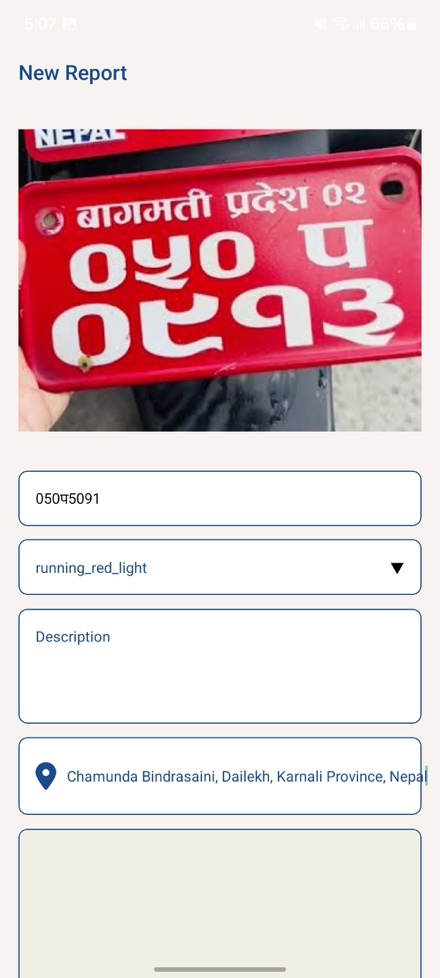 5:07
66%
New Report
NEPAL
बागमती प्रदेश ०२
०५० प
०९१३
050प5091
running_red_light
Description
Chamunda Bindrasaini, Dailekh, Karnali Province, Nepal